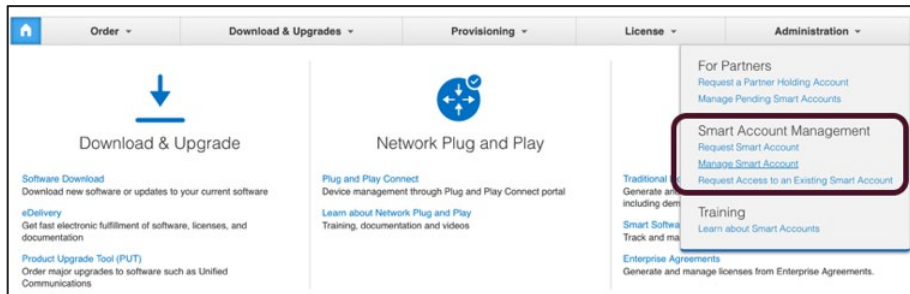 Order
Download & Upgrades
Provisioning
License
Administration
Download & Upgrade
Software Download
Download new software or updates to your current software
eDelivery
Get fast electronic fulfillment of software, licenses, and
documentation
Product Upgrade Tool (PUT)
Order major upgrades to software such as Unified
Communications
Network Plug and Play
Plug and Play Connect
Device management through Plug and Play Connect portal
Learn about Network Plug and Play
Training, documentation and videos
Traditional
Generate and
including dem
Smart Softwa
Track and ma
Enterprise Agreements
Generate and manage licenses from Enterprise Agreements.
For Partners
Request a Partner Holding Account
Manage Pending Smart Accounts
Smart Account Management
Request Smart Account
Manage Smart Account
Request Access to an Existing Smart Account
Training
Learn about Smart Accounts